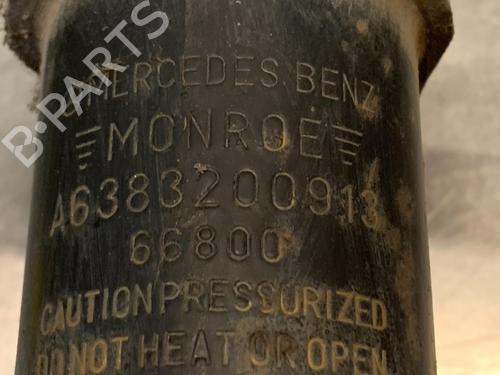 B-PARTS
MERCEDES BENZ
MONROE
A6383200913
66800
CAUTION PRESSURIZED
DO NOT HEAT OR OPEN